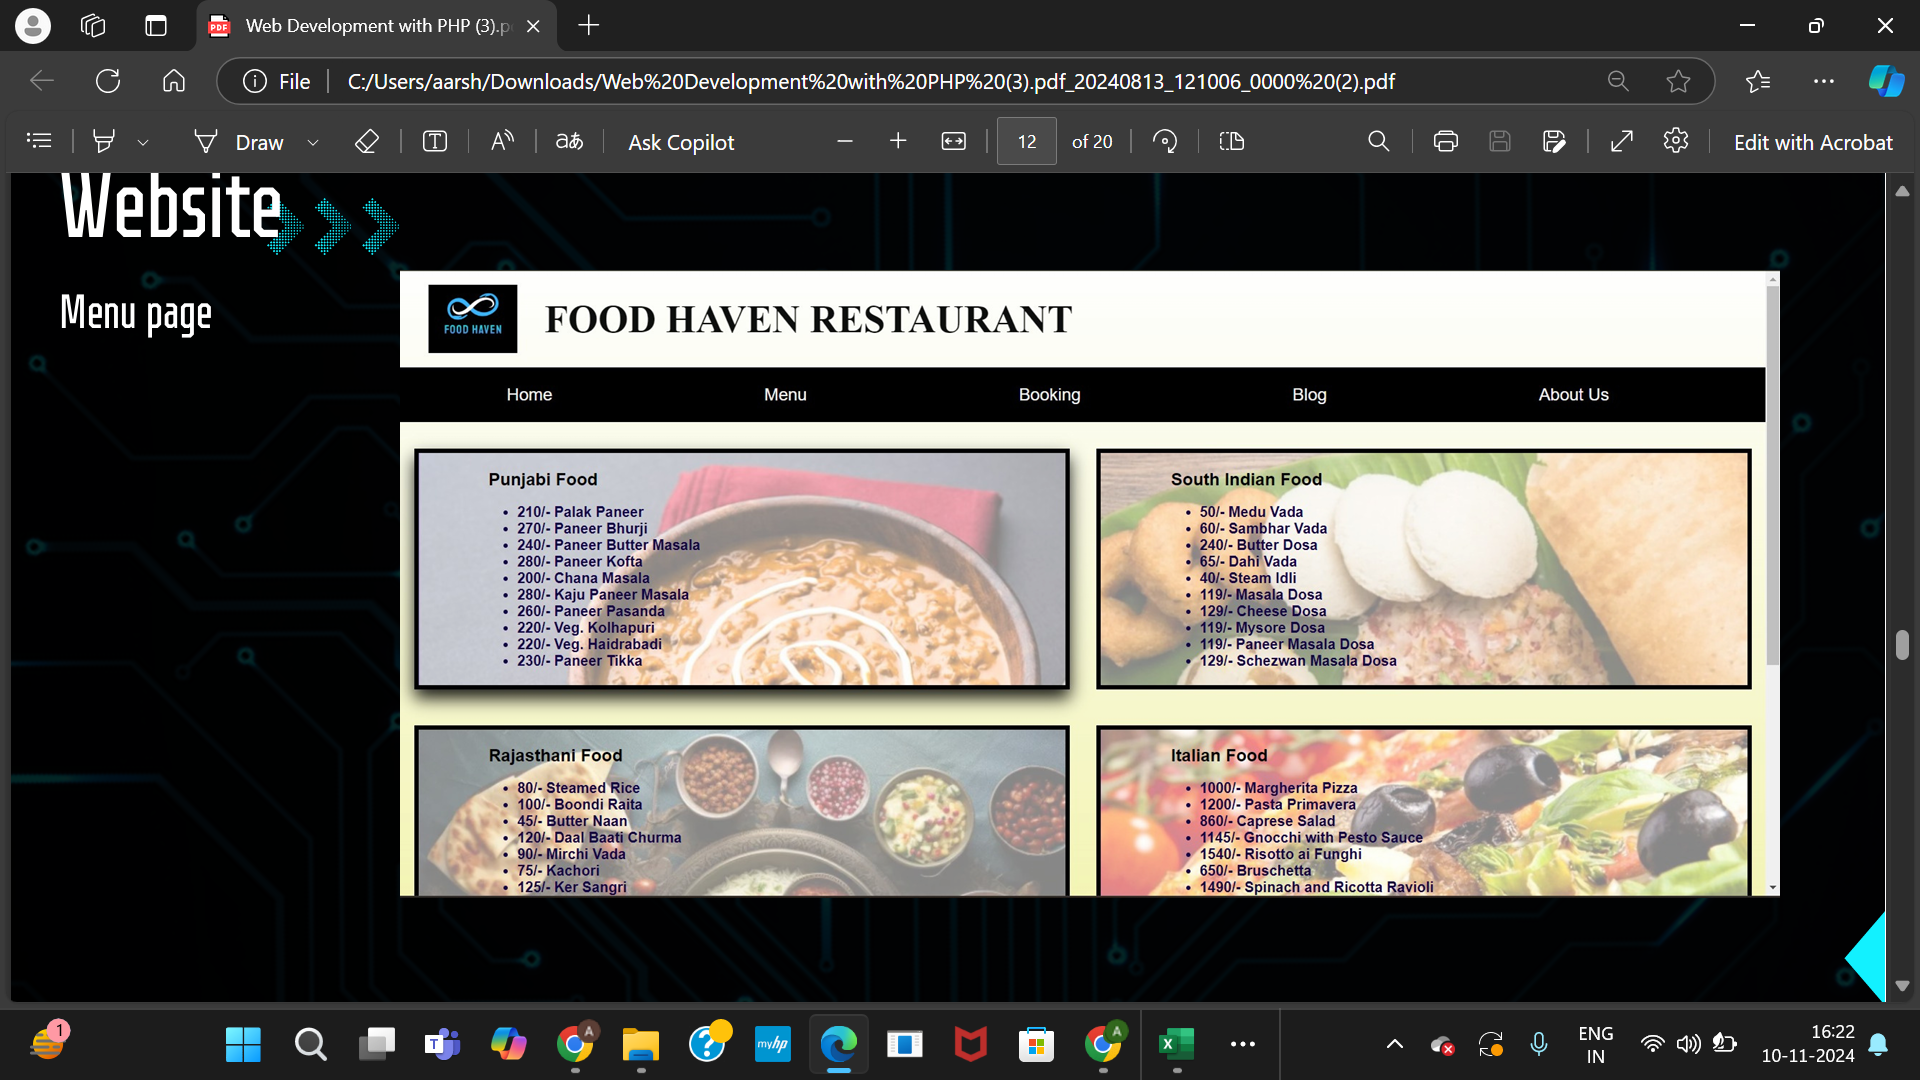 Web Development with PHP (3).p
File
C:/Users/aarsh/Downloads/Web%20Development%20with%20PHP%20(3).pdf_20240813_121006_0000%20(2).pdf
Draw
Ask Copilot
12 of 20
Edit with Acrobat
Website
Menu page
FOOD HAVEN
FOOD HAVEN RESTAURANT
Home Menu Booking Blog About Us
Punjabi Food
• 210/- Palak Paneer
• 270/- Paneer Bhurji
• 240/- Paneer Butter Masala
• 280/- Paneer Kofta
• 200/- Chana Masala
• 280/- Kaju Paneer Masala
• 260/- Paneer Pasanda
• 220/- Veg. Kolhapuri
• 220/- Veg. Haidrabadi
• 230/- Paneer Tikka
South Indian Food
• 50/- Medu Vada
• 60/- Sambhar Vada
• 240/- Butter Dosa
• 65/- Dahi Vada
• 40/- Steam Idli
• 119/- Masala Dosa
• 129/- Cheese Dosa
• 119/- Mysore Dosa
• 119/- Paneer Masala Dosa
• 129/- Schezwan Masala Dosa
Rajasthani Food
• 80/- Steamed Rice
• 100/- Boondi Raita
• 45/- Butter Naan
• 120/- Daal Baati Churma
• 90/- Mirchi Vada
• 75/- Kachori
• 125/- Ker Sangri
Italian Food
• 1000/- Margherita Pizza
• 1200/- Pasta Primavera
• 860/- Caprese Salad
• 1145/- Gnocchi with Pesto Sauce
• 1540/- Risotto ai Funghi
• 650/- Bruschetta
• 1490/- Spinach and Ricotta Ravioli
1
myhp
A
A
ENG
IN
16:22
10-11-2024